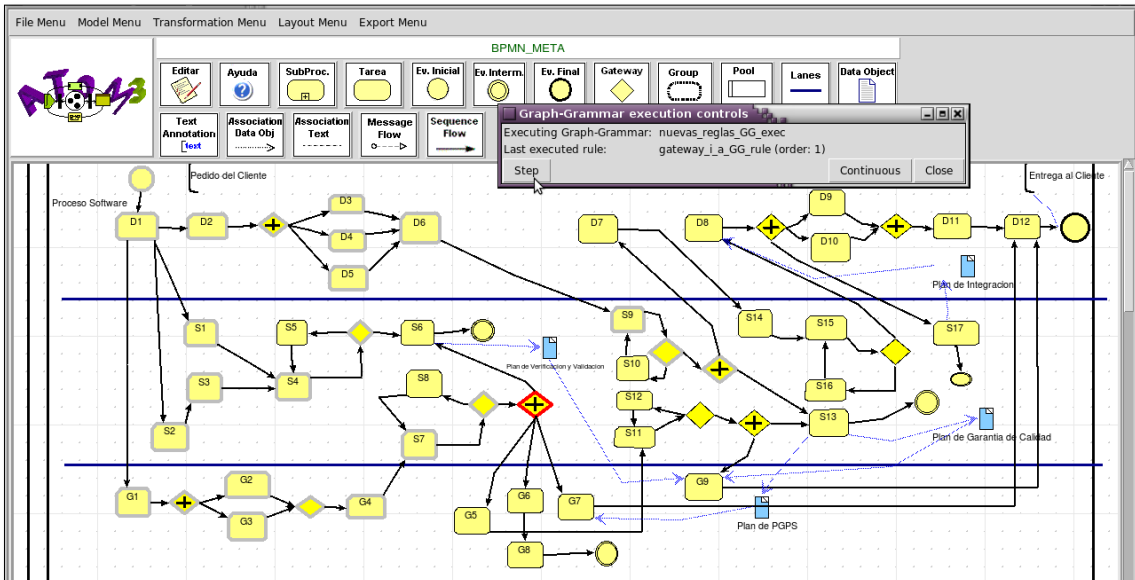 File Menu Model Menu Transformation Menu Layout Menu Export Menu
ATOM3
BPMN_META
Editar Ayuda SubProc. Tarea Ev. Inicial Ev. Interm. Ev. Final Gateway Group Pool Lanes Data Object
Text Annotation Association Data Obj Association Text Message Flow Sequence Flow
[text
Graph-Grammar execution controls
Executing Graph-Grammar: nuevas_reglas_GG_exec
Last executed rule: gateway_i_a_GG_rule (order: 1)
Step Continuous Close
Pedido del Cliente
Entrega al Cliente
Proceso Software
D1 D2 D3 D4 D5 D6 D7 D8 D9 D10 D11 D12
Plan de Integracion
S1 S5 S6 S9 S14 S15 S17
Plan de Verificacion y Validacion
S3 S4 S8 S10 S16
S2 S7 S12 S11 S13
Plan de Garantia de Calidad
G1 G2 G3 G4 G5 G6 G7 G9
Plan de PGPS
G8